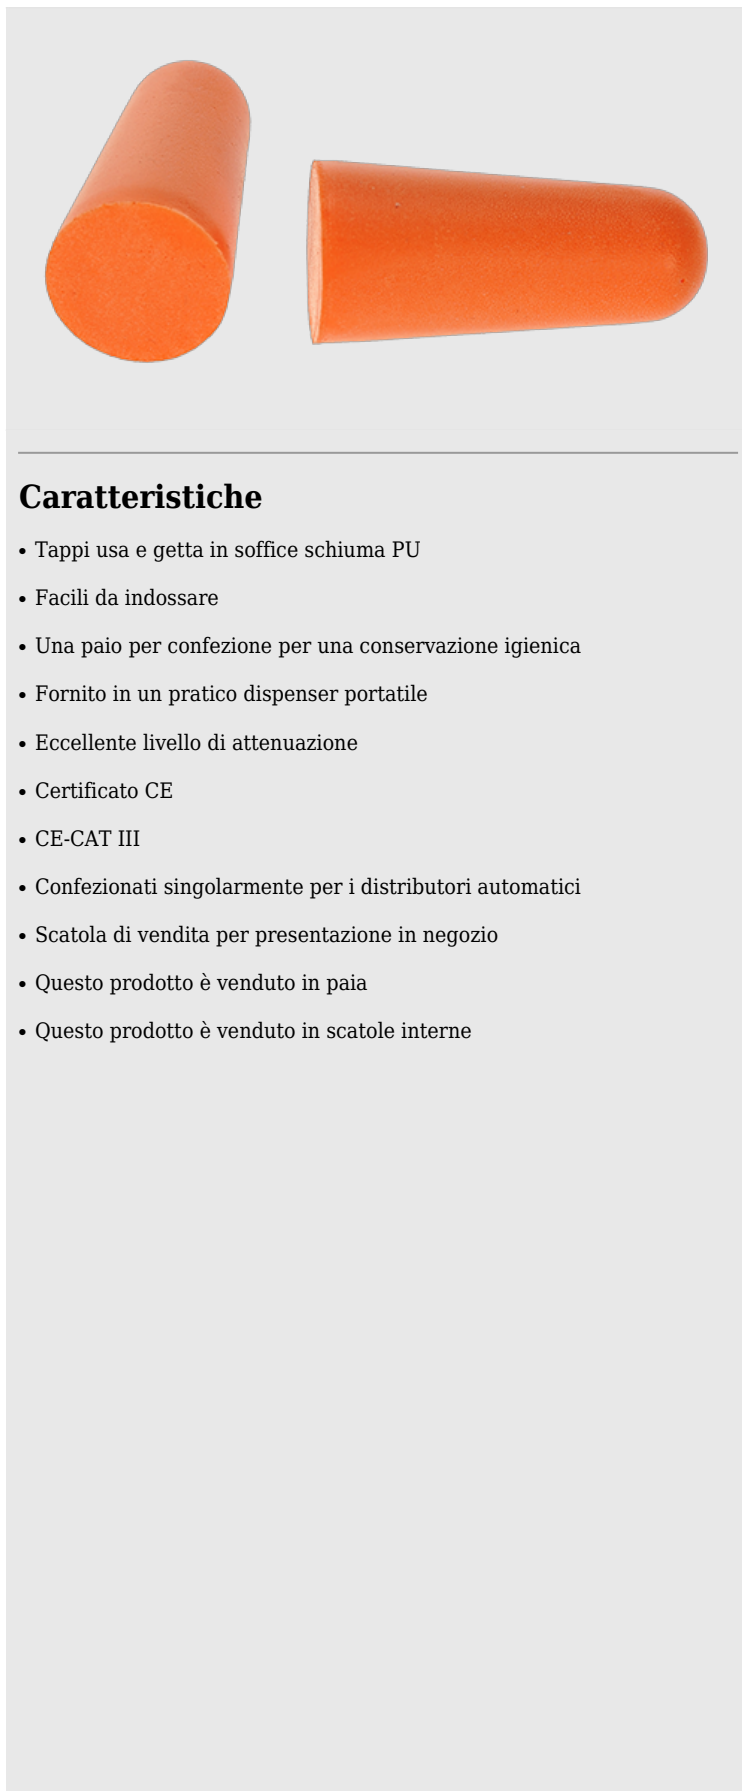 Caratteristiche
• Tappi usa e getta in soffice schiuma PU
• Facili da indossare
• Una paio per confezione per una conservazione igienica
• Fornito in un pratico dispenser portatile
• Eccellente livello di attenuazione
• Certificato CE
• CE-CAT III
• Confezionati singolarmente per i distributori automatici
• Scatola di vendita per presentazione in negozio
• Questo prodotto è venduto in paia
• Questo prodotto è venduto in scatole interne